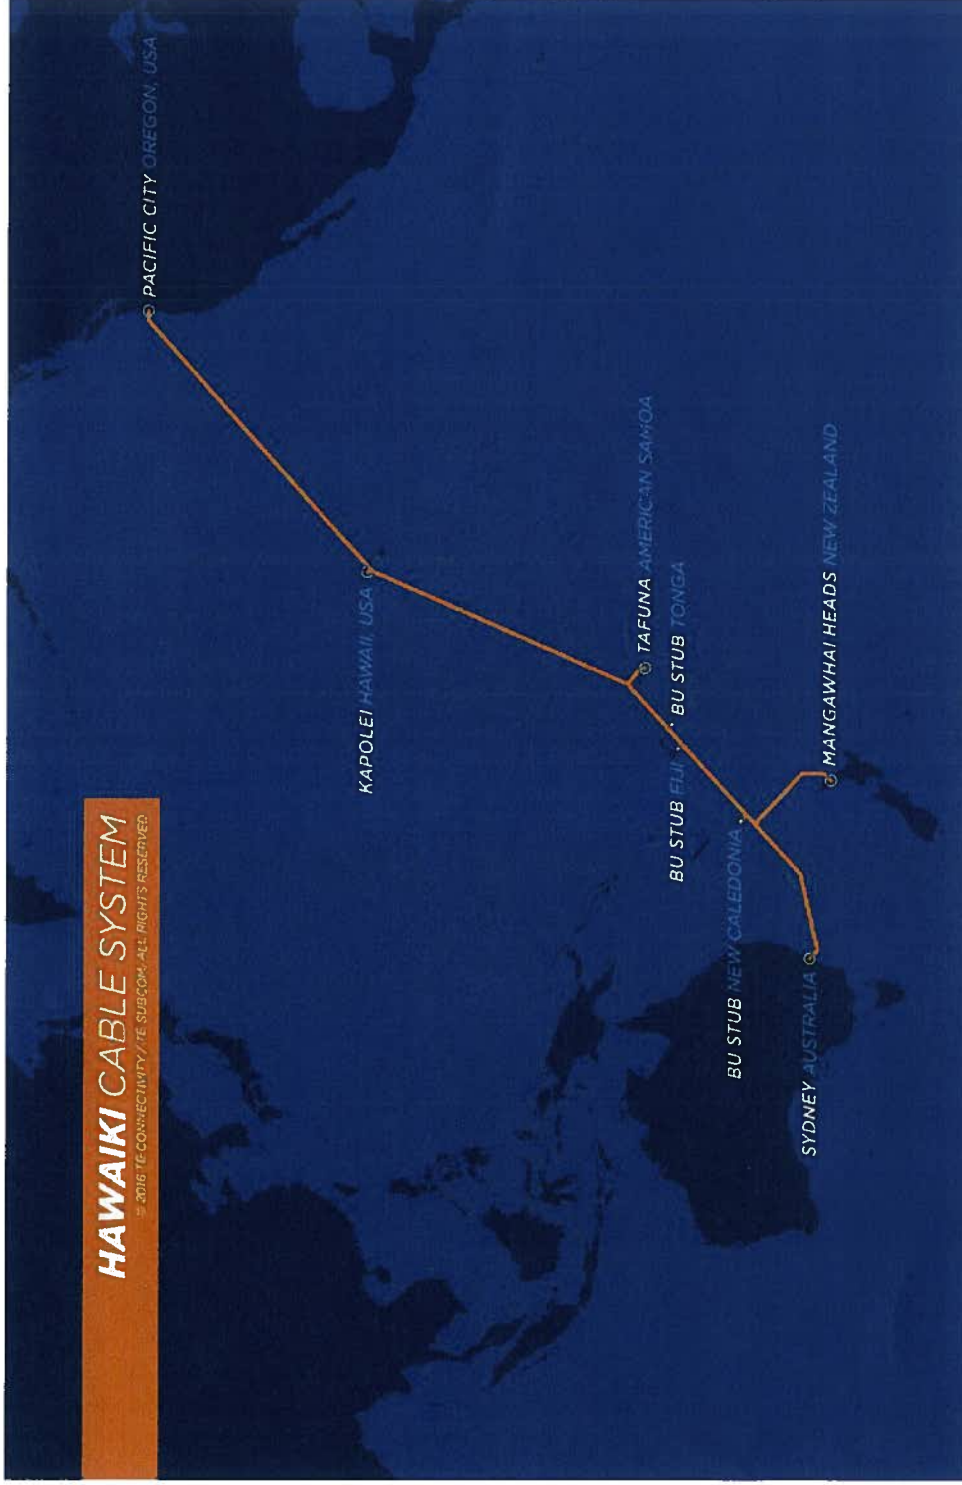 HAWAIKI CABLE SYSTEM
© 2016 TE CONNECTIVITY / TE SUBCOM, ALL RIGHTS RESERVED
PACIFIC CITY OREGON, USA
KAPOLEI HAWAII, USA
TAFUNA AMERICAN SAMOA
BU STUB TONGA
BU STUB FIJI
BU STUB NEW CALEDONIA
MANGAWHAI HEADS NEW ZEALAND
SYDNEY AUSTRALIA